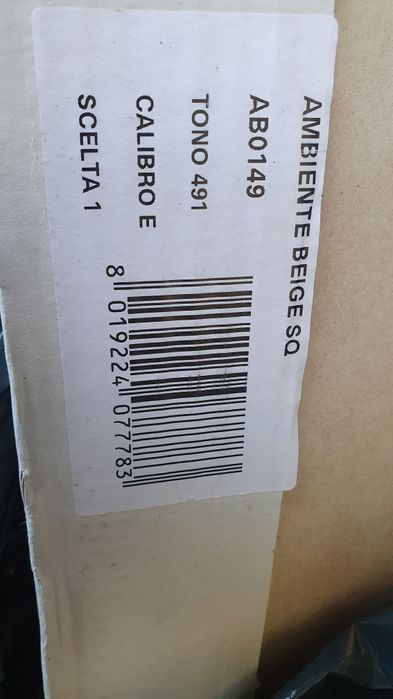 AMBIENTE BEIGE SQ
AB0149
TONO 491
CALIBRO E
SCELTA 1
8 019224 077783